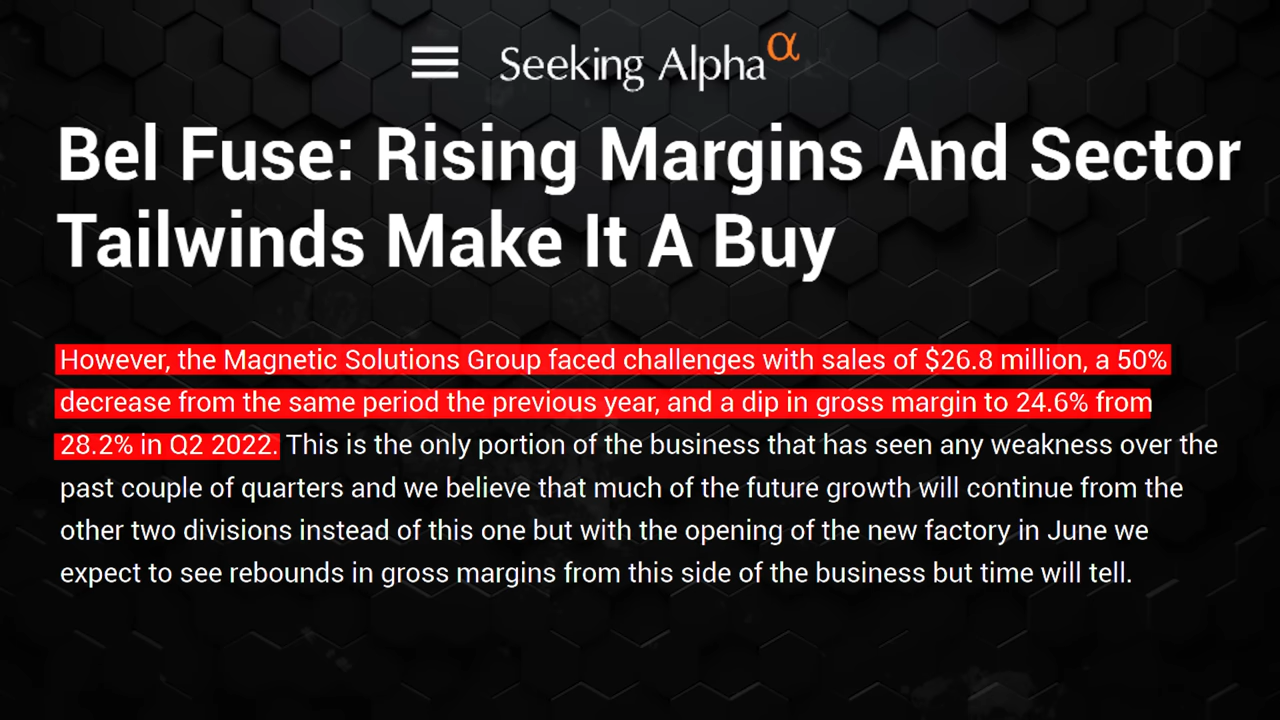 Seeking Alpha α
Bel Fuse: Rising Margins And Sector
Tailwinds Make It A Buy
However, the Magnetic Solutions Group faced challenges with sales of $26.8 million, a 50%
decrease from the same period the previous year, and a dip in gross margin to 24.6% from
28.2% in Q2 2022. This is the only portion of the business that has seen any weakness over the
past couple of quarters and we believe that much of the future growth will continue from the
other two divisions instead of this one but with the opening of the new factory in June we
expect to see rebounds in gross margins from this side of the business but time will tell.